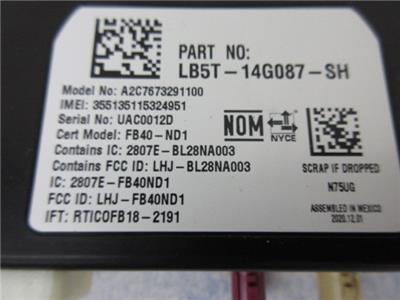 PART NO:
LB5T-14G087-SH
Model No: A2C7673291100
IMEI: 355135115324951
Serial No: UAC0012D
Cert Model: FB40-ND1
Contains IC: 2807E-BL28NA003
Contains FCC ID: LHJ-BL28NA003
IC: 2807E-FB40ND1
FCC ID: LHJ-FB40ND1
IFT: RTICOFB18-2191
NOM
NYCE
SCRAP IF DROPPED
N75UG
ASSEMBLED IN MEXICO
2020.12.01